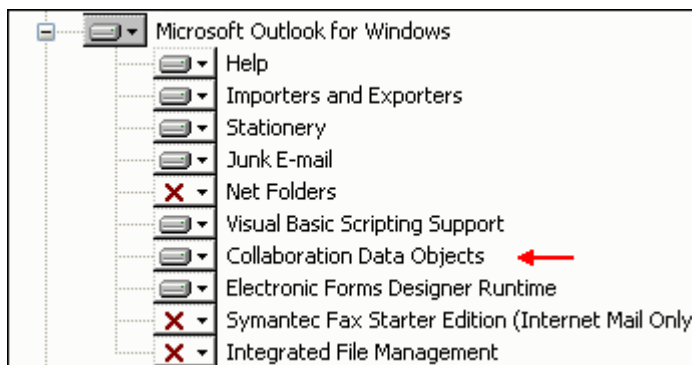 Microsoft Outlook for Windows
Help
Importers and Exporters
Stationery
Junk E-mail
Net Folders
Visual Basic Scripting Support
Collaboration Data Objects
Electronic Forms Designer Runtime
Symantec Fax Starter Edition (Internet Mail Only
Integrated File Management